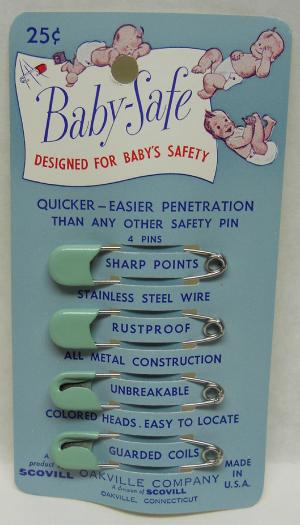 25¢
Baby-Safe
DESIGNED FOR BABY'S SAFETY
QUICKER – EASIER PENETRATION
THAN ANY OTHER SAFETY PIN
4 PINS
SHARP POINTS
STAINLESS STEEL WIRE
RUSTPROOF
ALL METAL CONSTRUCTION
UNBREAKABLE
COLORED HEADS. EASY TO LOCATE
GUARDED COILS
A
product of
SCOVILL
OAKVILLE COMPANY
A division of SCOVILL
OAKVILLE, CONNECTICUT
MADE
IN
U.S.A.